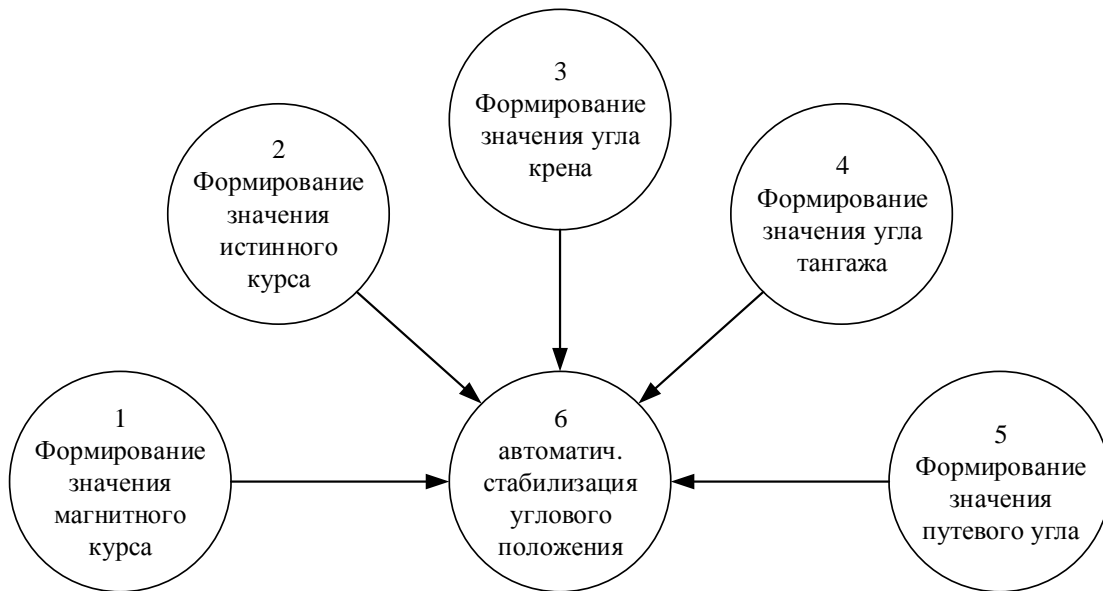 1
Формирование
значения
магнитного
курса
2
Формирование
значения
истинного
курса
3
Формирование
значения угла
крена
4
Формирование
значения угла
тангажа
5
Формирование
значения
путевого угла
6
автоматич.
стабилизация
углового
положения